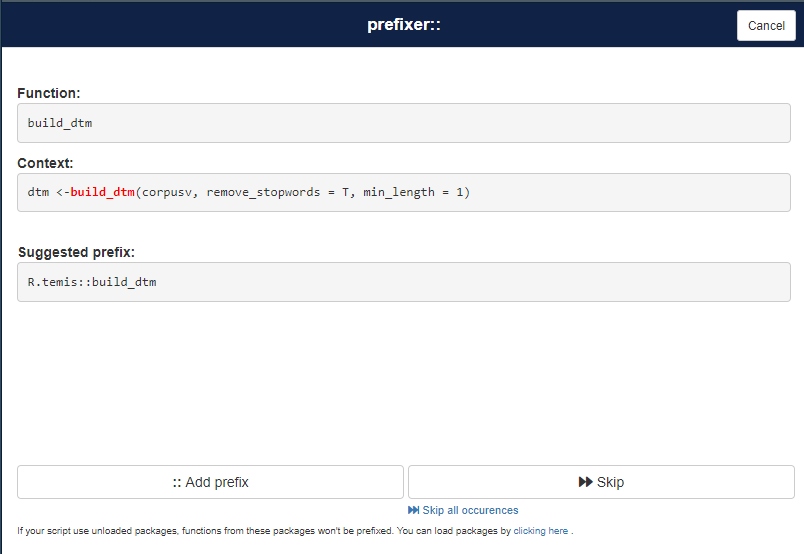 prefixer::
Cancel
Function:
build_dtm
Context:
dtm <-build_dtm(corpusv, remove_stopwords = T, min_length = 1)
Suggested prefix:
R.temis::build_dtm
:: Add prefix
Skip
Skip all occurences
If your script use unloaded packages, functions from these packages won't be prefixed. You can load packages by clicking here .